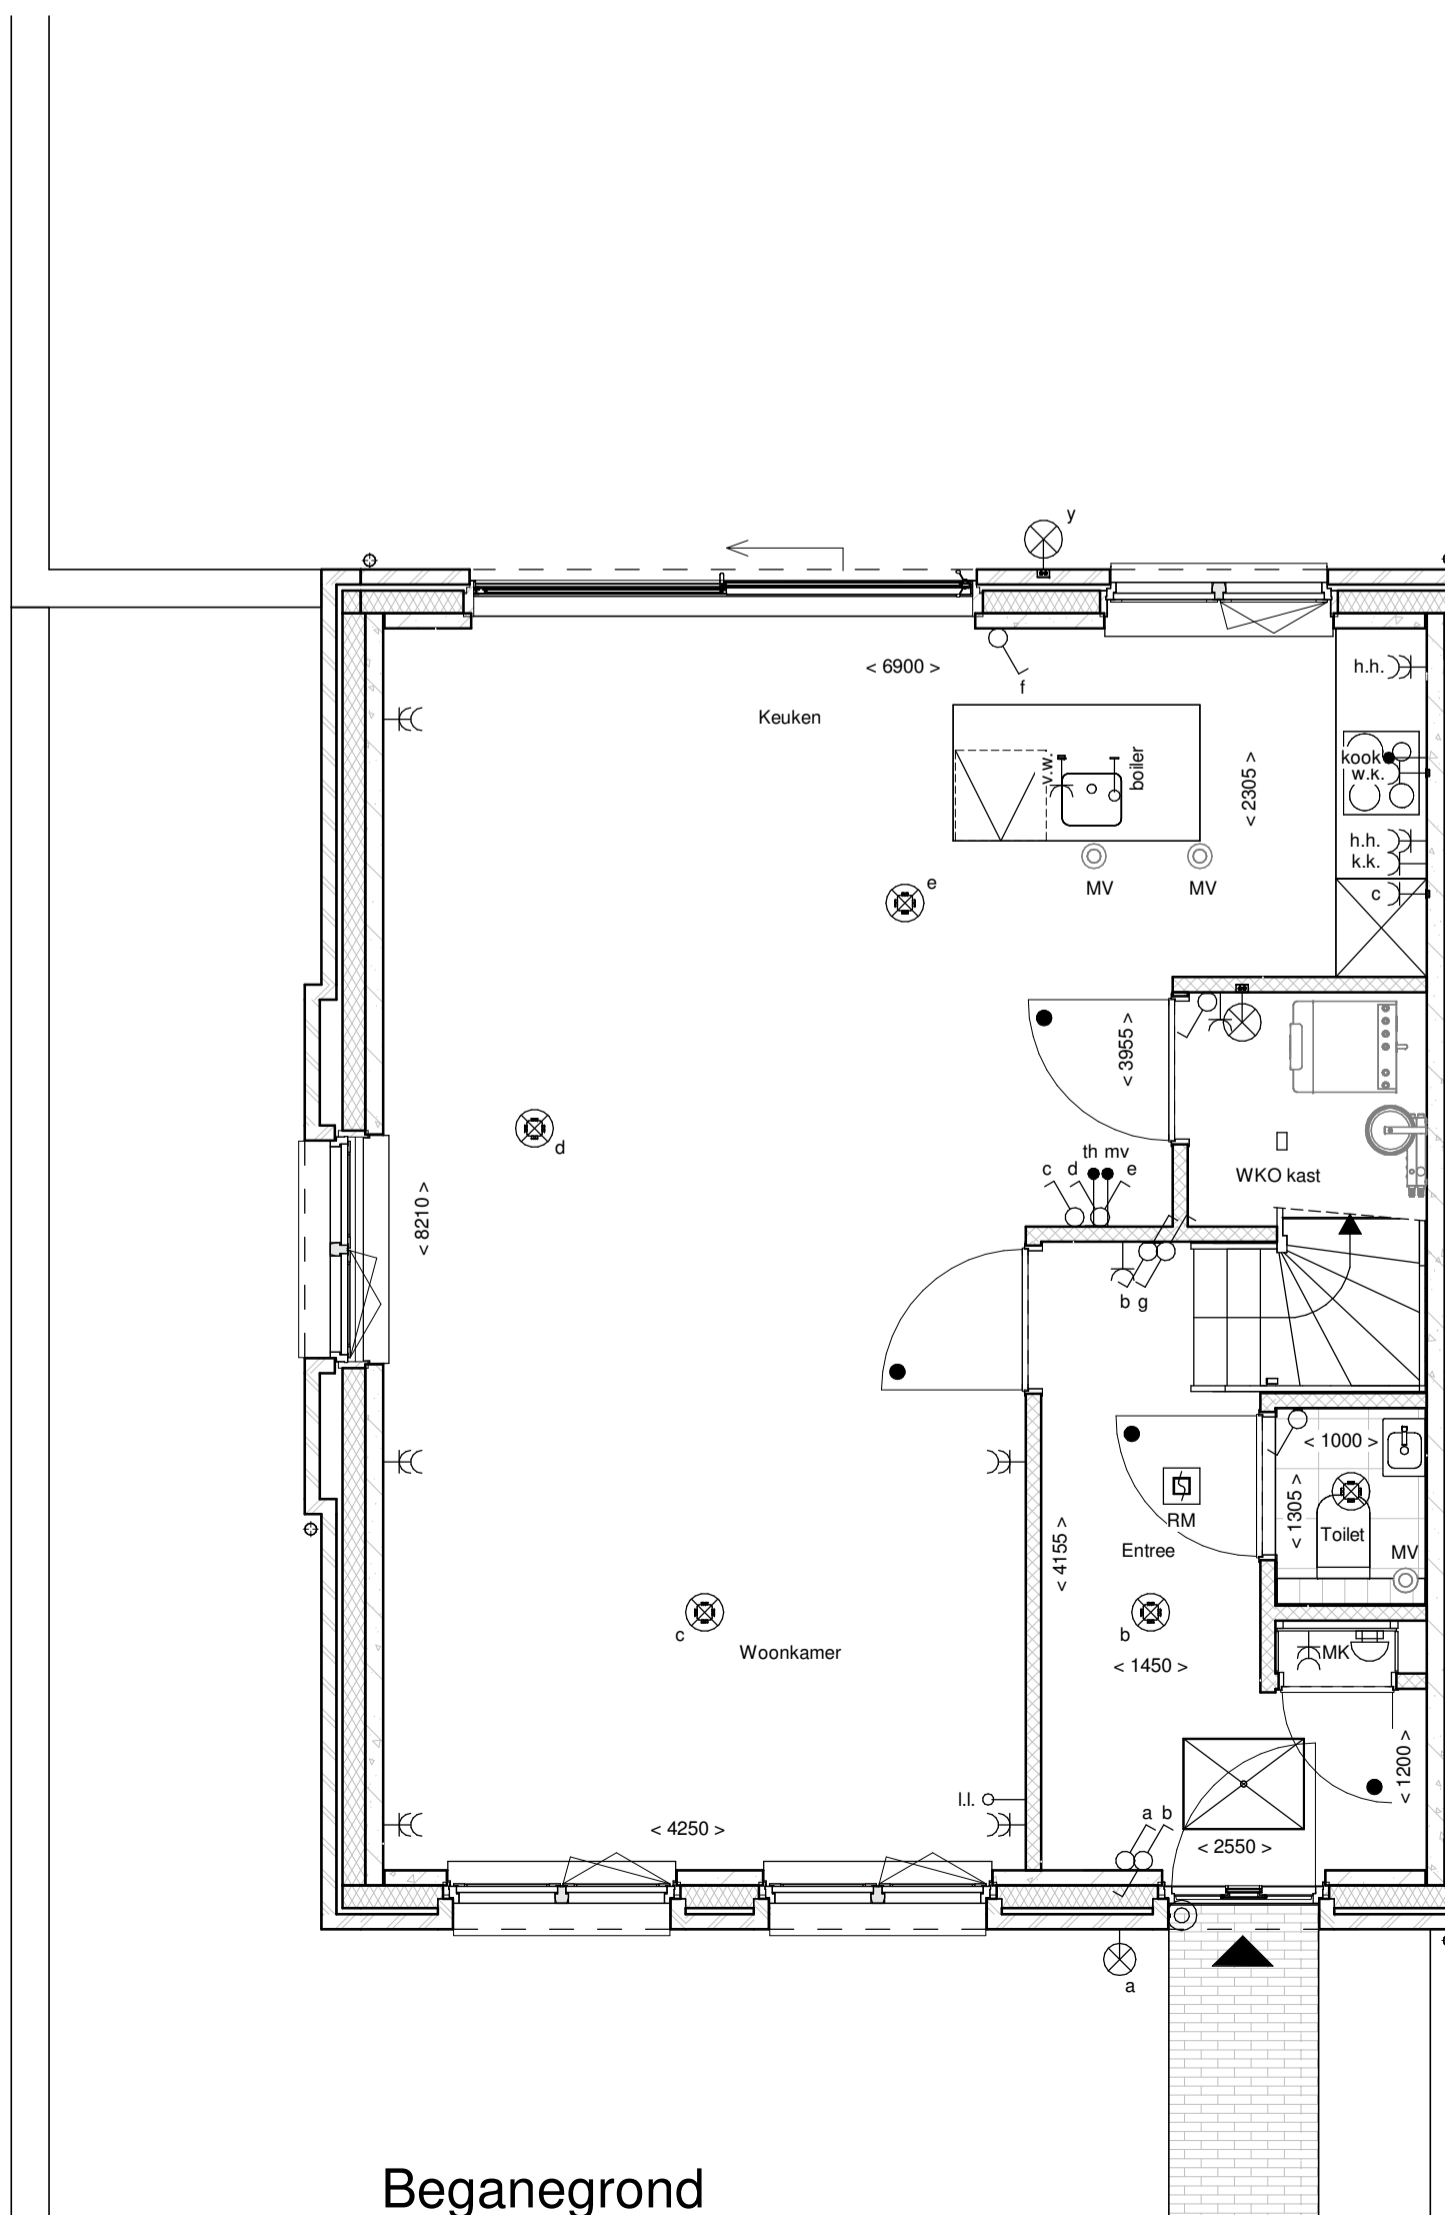 y
< 6900 >
h.h.
f
Keuken
v.w.
boiler
< 2305 >
kook
w.k.
h.h.
k.k.
c
MV
MV
e
< 3955 >
d
th mv
c d e
WKO kast
< 8210 >
b g
< 1000 >
< 1305 >
RM
Toilet
MV
Entree
< 4155 >
c
b
Woonkamer
MK
< 1450 >
< 1200 >
l.l.
a b
< 4250 >
< 2550 >
a
Beganegrond